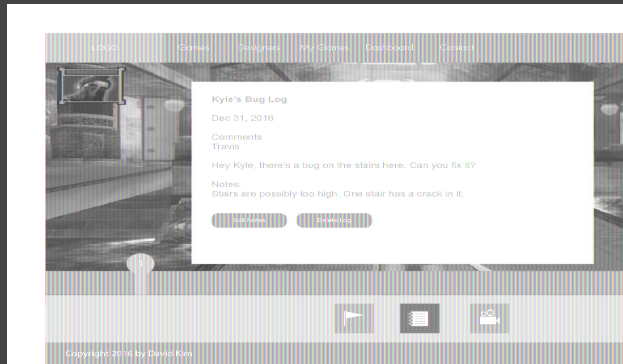 LOGO Games Designers My Games Dashboard Contact
Kyle's Bug Log
Dec 31, 2016
Comments
Travis
Hey Kyle, there's a bug on the stairs here. Can you fix it?
Notes:
Stairs are possibly too high. One stair has a crack in it.
Edit Notes Delete Log
Copyright 2016 by David Kim